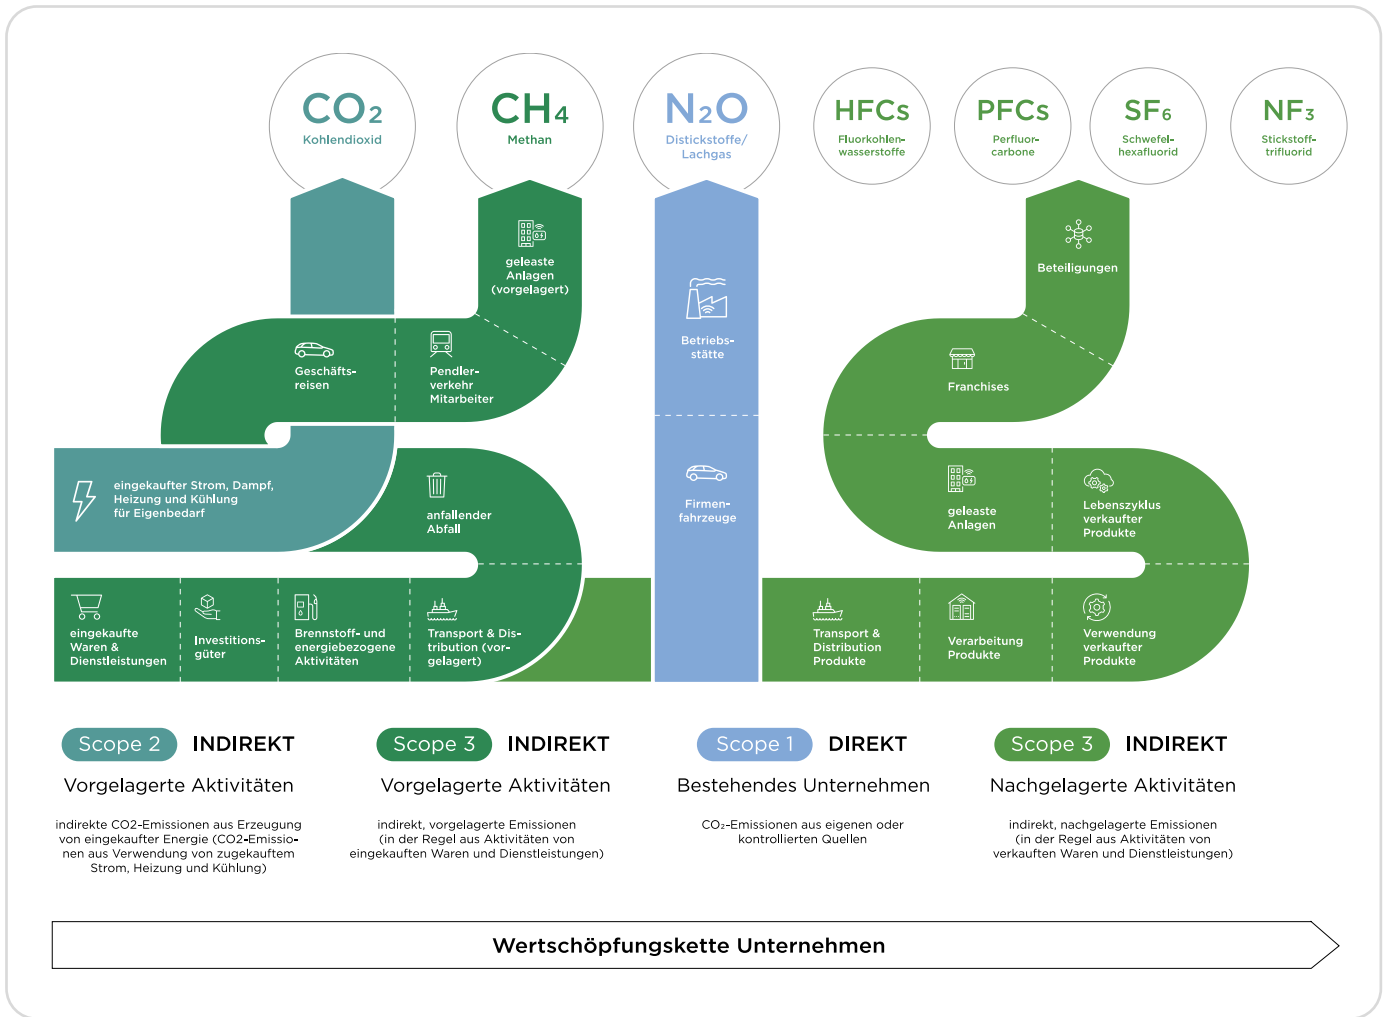 CO₂
Kohlendioxid
CH₄
Methan
N₂O
Distickstoffe/
Lachgas
HFCs
Fluorkohlen-
wasserstoffe
PFCs
Perfluor-
carbone
SF₆
Schwefel-
hexafluorid
NF₃
Stickstoff-
trifluorid
geleaste
Anlagen
(vorgelagert)
Geschäfts-
reisen
Pendler-
verkehr
Mitarbeiter
eingekaufter Strom, Dampf,
Heizung und Kühlung
für Eigenbedarf
anfallender
Abfall
eingekaufte
Waren &
Dienstleistungen
Investitions-
güter
Brennstoff- und
energiebezogene
Aktivitäten
Transport & Dis-
tribution (vor-
gelagert)
Betriebs-
stätte
Firmen-
fahrzeuge
Beteiligungen
Franchises
geleaste
Anlagen
Lebenszyklus
verkaufter
Produkte
Transport &
Distribution
Produkte
Verarbeitung
Produkte
Verwendung
verkaufter
Produkte
Scope 2 INDIREKT
Vorgelagerte Aktivitäten
indirekte CO2-Emissionen aus Erzeugung
von eingekaufter Energie (CO2-Emissio-
nen aus Verwendung von zugekauftem
Strom, Heizung und Kühlung)
Scope 3 INDIREKT
Vorgelagerte Aktivitäten
indirekt, vorgelagerte Emissionen
(in der Regel aus Aktivitäten von
eingekauften Waren und Dienstleistungen)
Scope 1 DIREKT
Bestehendes Unternehmen
CO₂-Emissionen aus eigenen oder
kontrollierten Quellen
Scope 3 INDIREKT
Nachgelagerte Aktivitäten
indirekt, nachgelagerte Emissionen
(in der Regel aus Aktivitäten von
verkauften Waren und Dienstleistungen)
Wertschöpfungskette Unternehmen